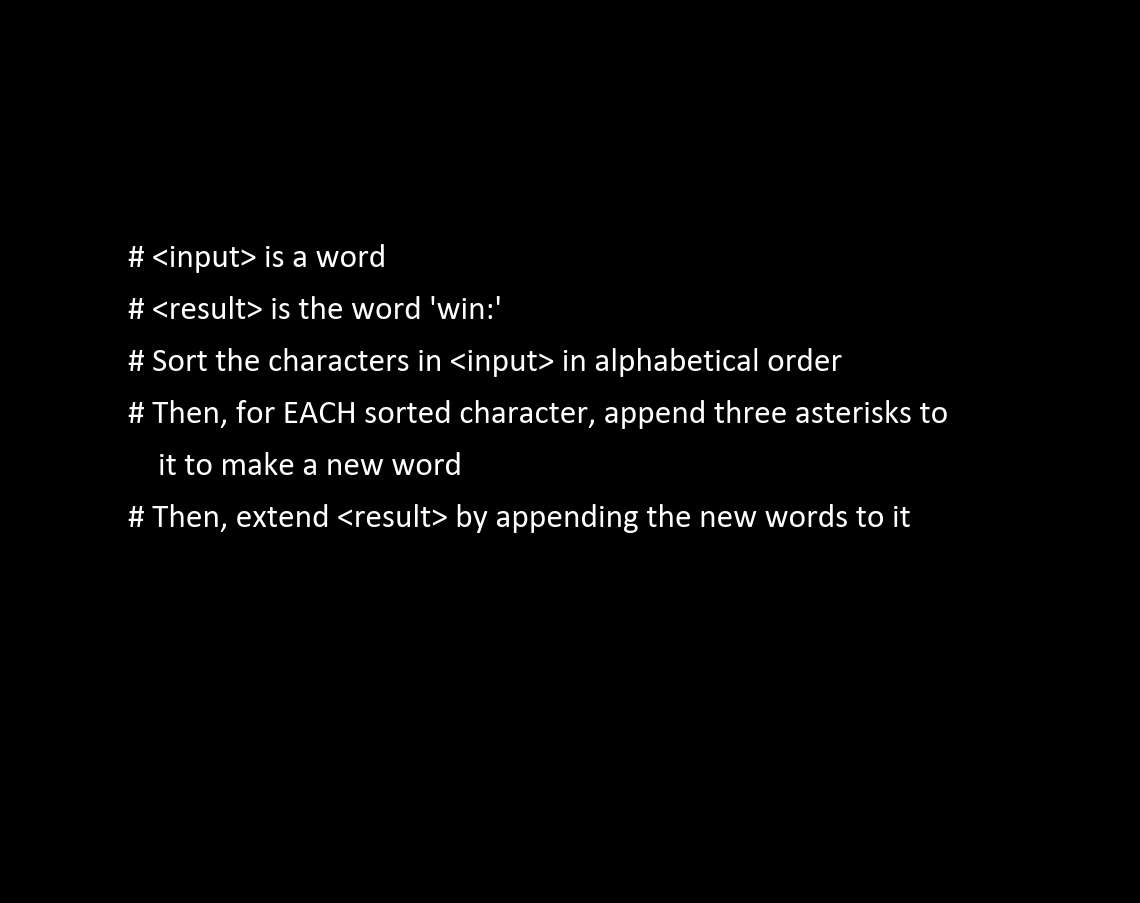 # <input> is a word
# <result> is the word 'win:'
# Sort the characters in <input> in alphabetical order
# Then, for EACH sorted character, append three asterisks to
it to make a new word
# Then, extend <result> by appending the new words to it